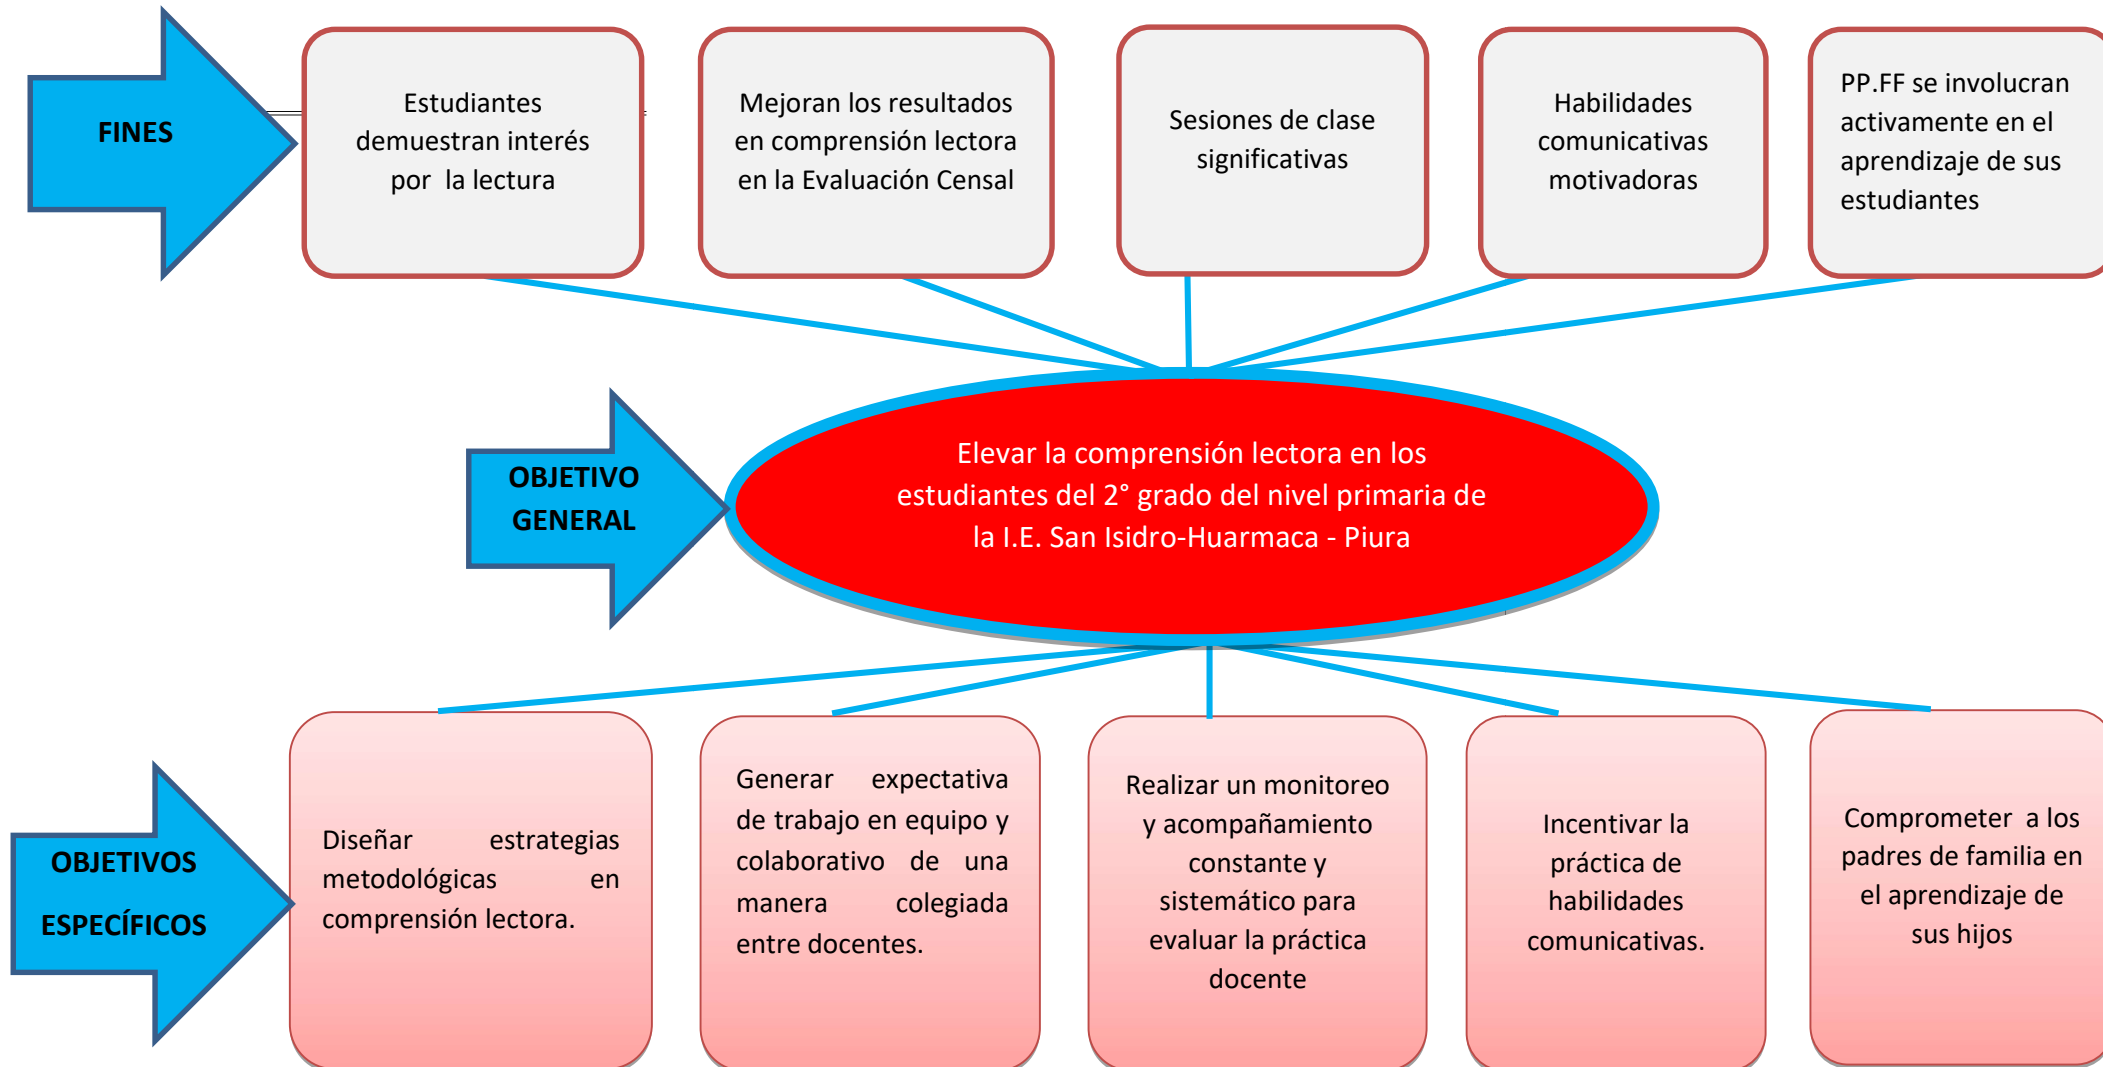 FINES
Estudiantes
demuestran interés
por la lectura
Mejoran los resultados
en comprensión lectora
en la Evaluación Censal
Sesiones de clase
significativas
Habilidades
comunicativas
motivadoras
PP.FF se involucran
activamente en el
aprendizaje de sus
estudiantes
OBJETIVO
GENERAL
Elevar la comprensión lectora en los
estudiantes del 2° grado del nivel primaria de
la I.E. San Isidro-Huarmaca - Piura
OBJETIVOS
ESPECÍFICOS
Diseñar estrategias
metodológicas en
comprensión lectora.
Generar expectativa
de trabajo en equipo y
colaborativo de una
manera colegiada
entre docentes.
Realizar un monitoreo
y acompañamiento
constante y
sistemático para
evaluar la práctica
docente
Incentivar la
práctica de
habilidades
comunicativas.
Comprometer a los
padres de familia en
el aprendizaje de
sus hijos